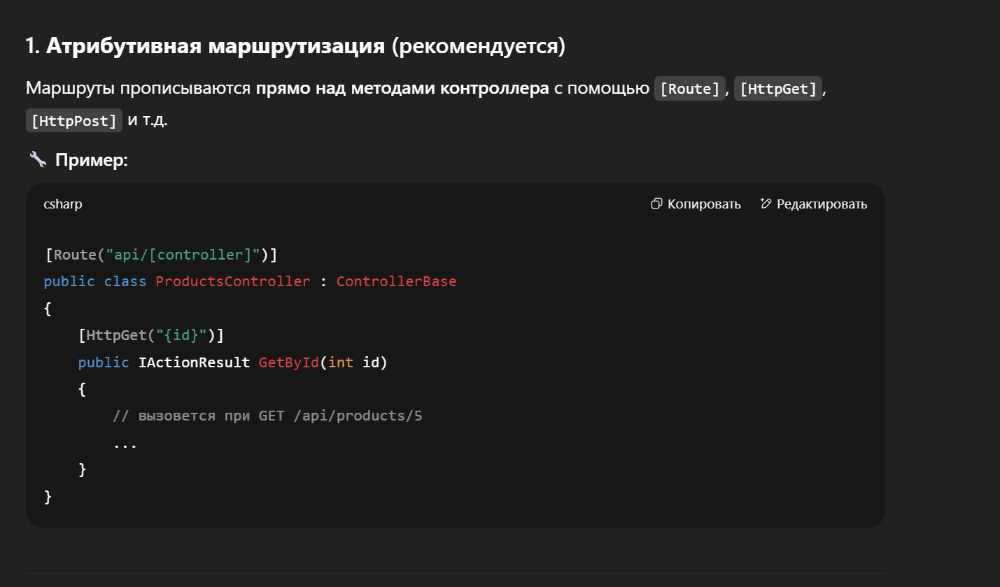 1. Атрибутивная маршрутизация (рекомендуется)
Маршруты прописываются прямо над методами контроллера с помощью [Route], [HttpGet],
[HttpPost] и т.д.
Пример:
csharp Копировать Редактировать
[Route("api/[controller]")]
public class ProductsController : ControllerBase
{
    [HttpGet("{id}")]
    public IActionResult GetById(int id)
    {
        // вызовется при GET /api/products/5
        ...
    }
}